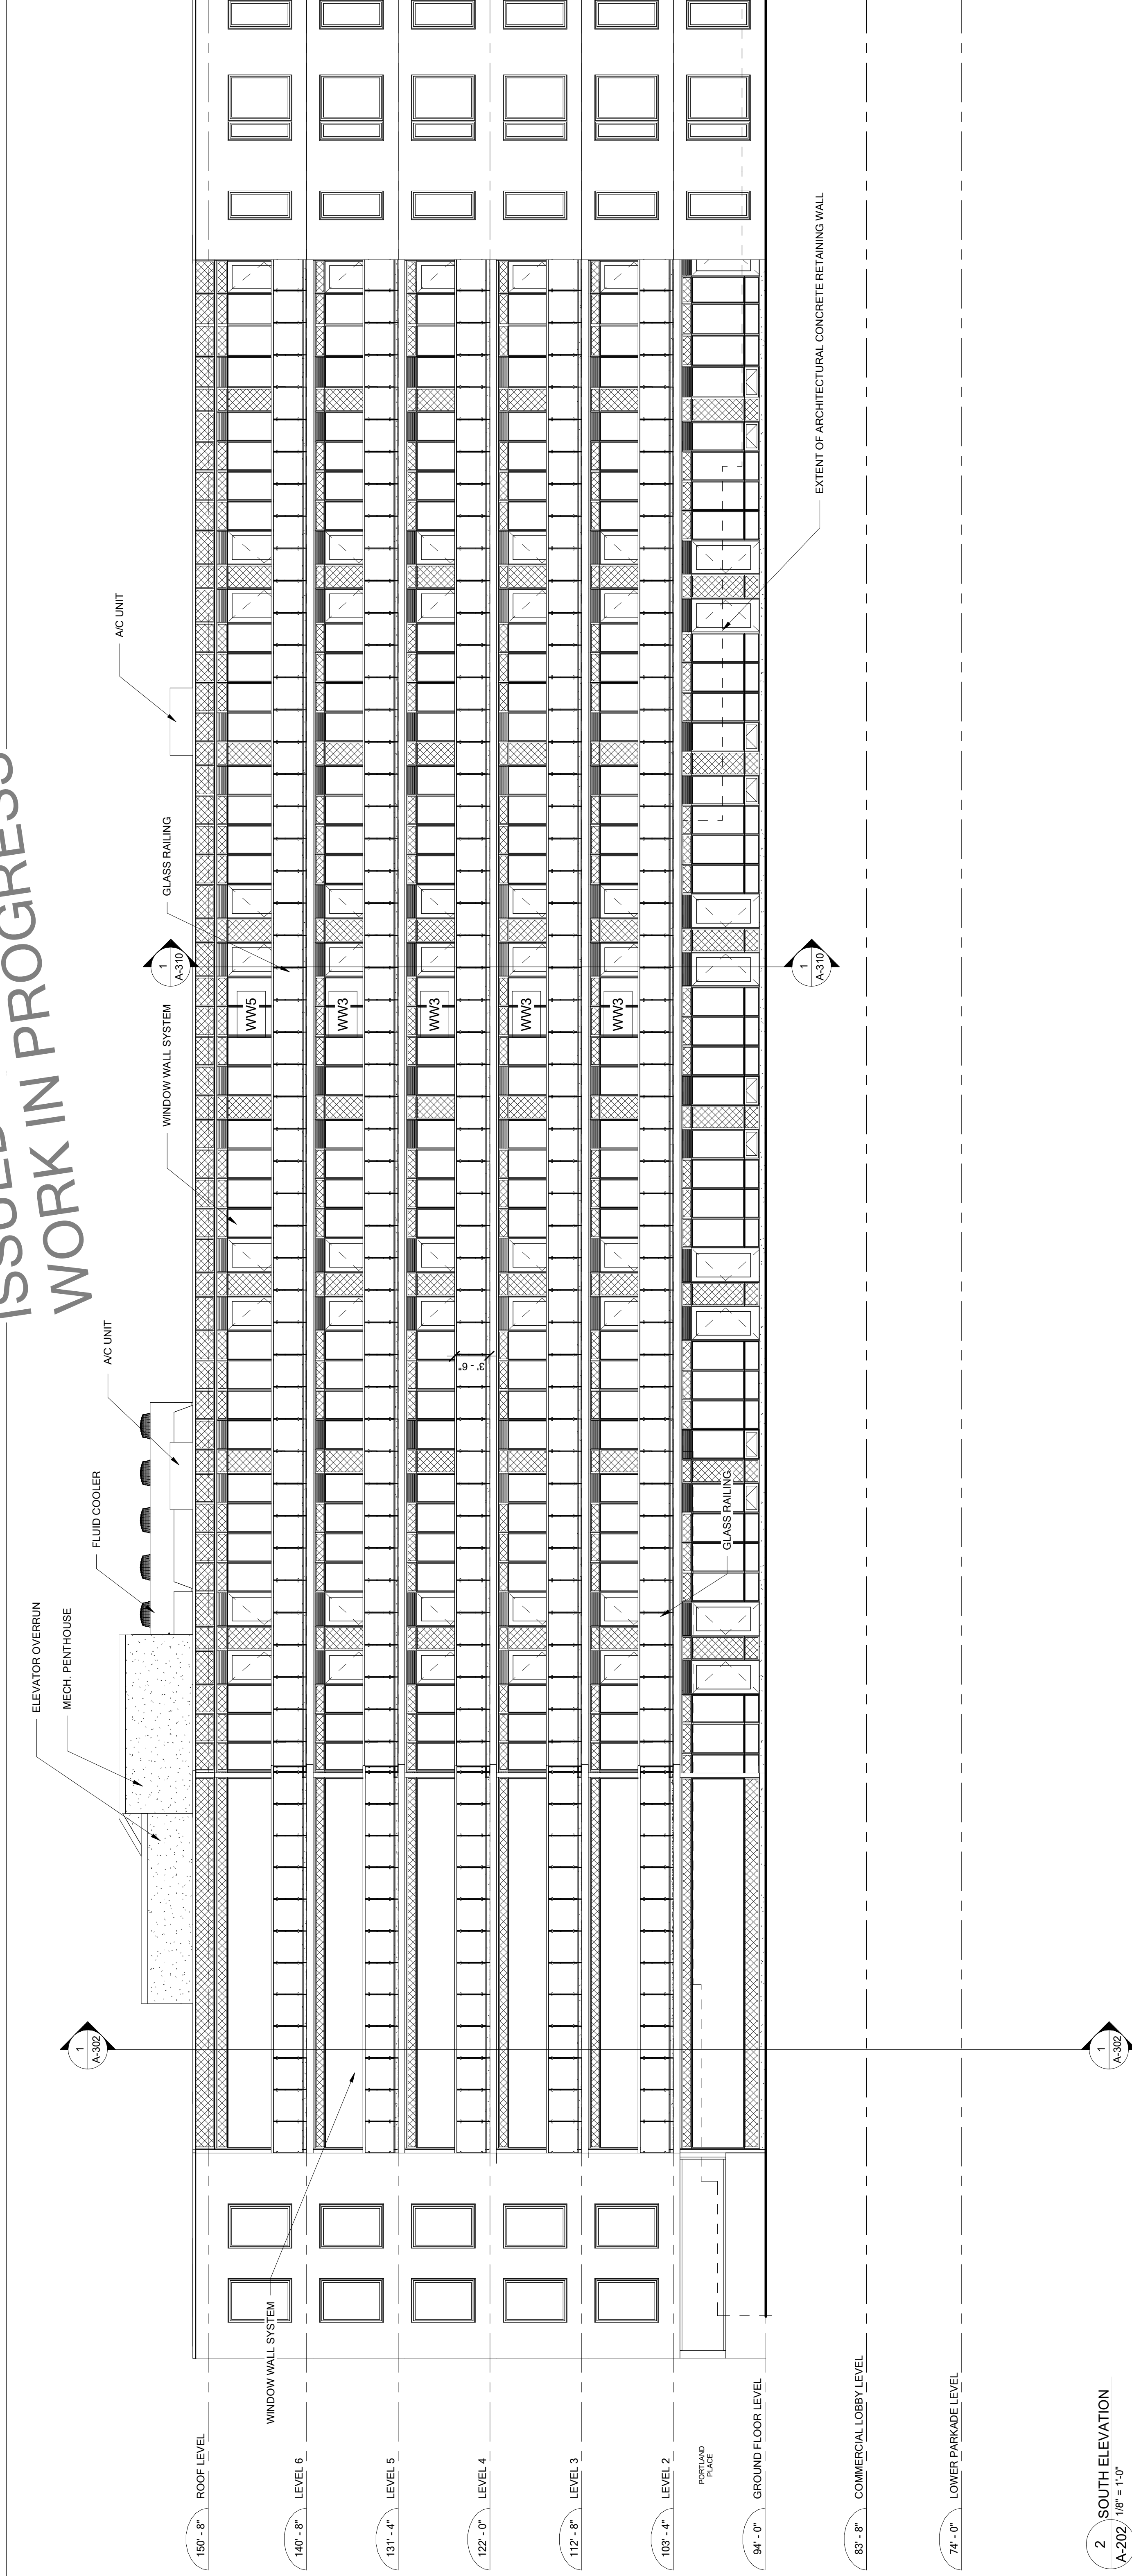 WORK IN PROGRESS
ELEVATOR OVERRUN
MECH. PENTHOUSE
FLUID COOLER
A/C UNIT
A/C UNIT
WINDOW WALL SYSTEM
GLASS RAILING
1
A-302
1
A-310
150' - 8" ROOF LEVEL
140' - 8" LEVEL 6
131' - 4" LEVEL 5
122' - 0" LEVEL 4
112' - 8" LEVEL 3
103' - 4" LEVEL 2
PORTLAND
PLACE
94' - 0" GROUND FLOOR LEVEL
83' - 8" COMMERCIAL LOBBY LEVEL
74' - 0" LOWER PARKADE LEVEL
WINDOW WALL SYSTEM
WW5
WW3
WW3
WW3
WW3
3' - 6"
GLASS RAILING
1
A-310
EXTENT OF ARCHITECTURAL CONCRETE RETAINING WALL
1
A-302
2
A-202
SOUTH ELEVATION
1/8" = 1'-0"